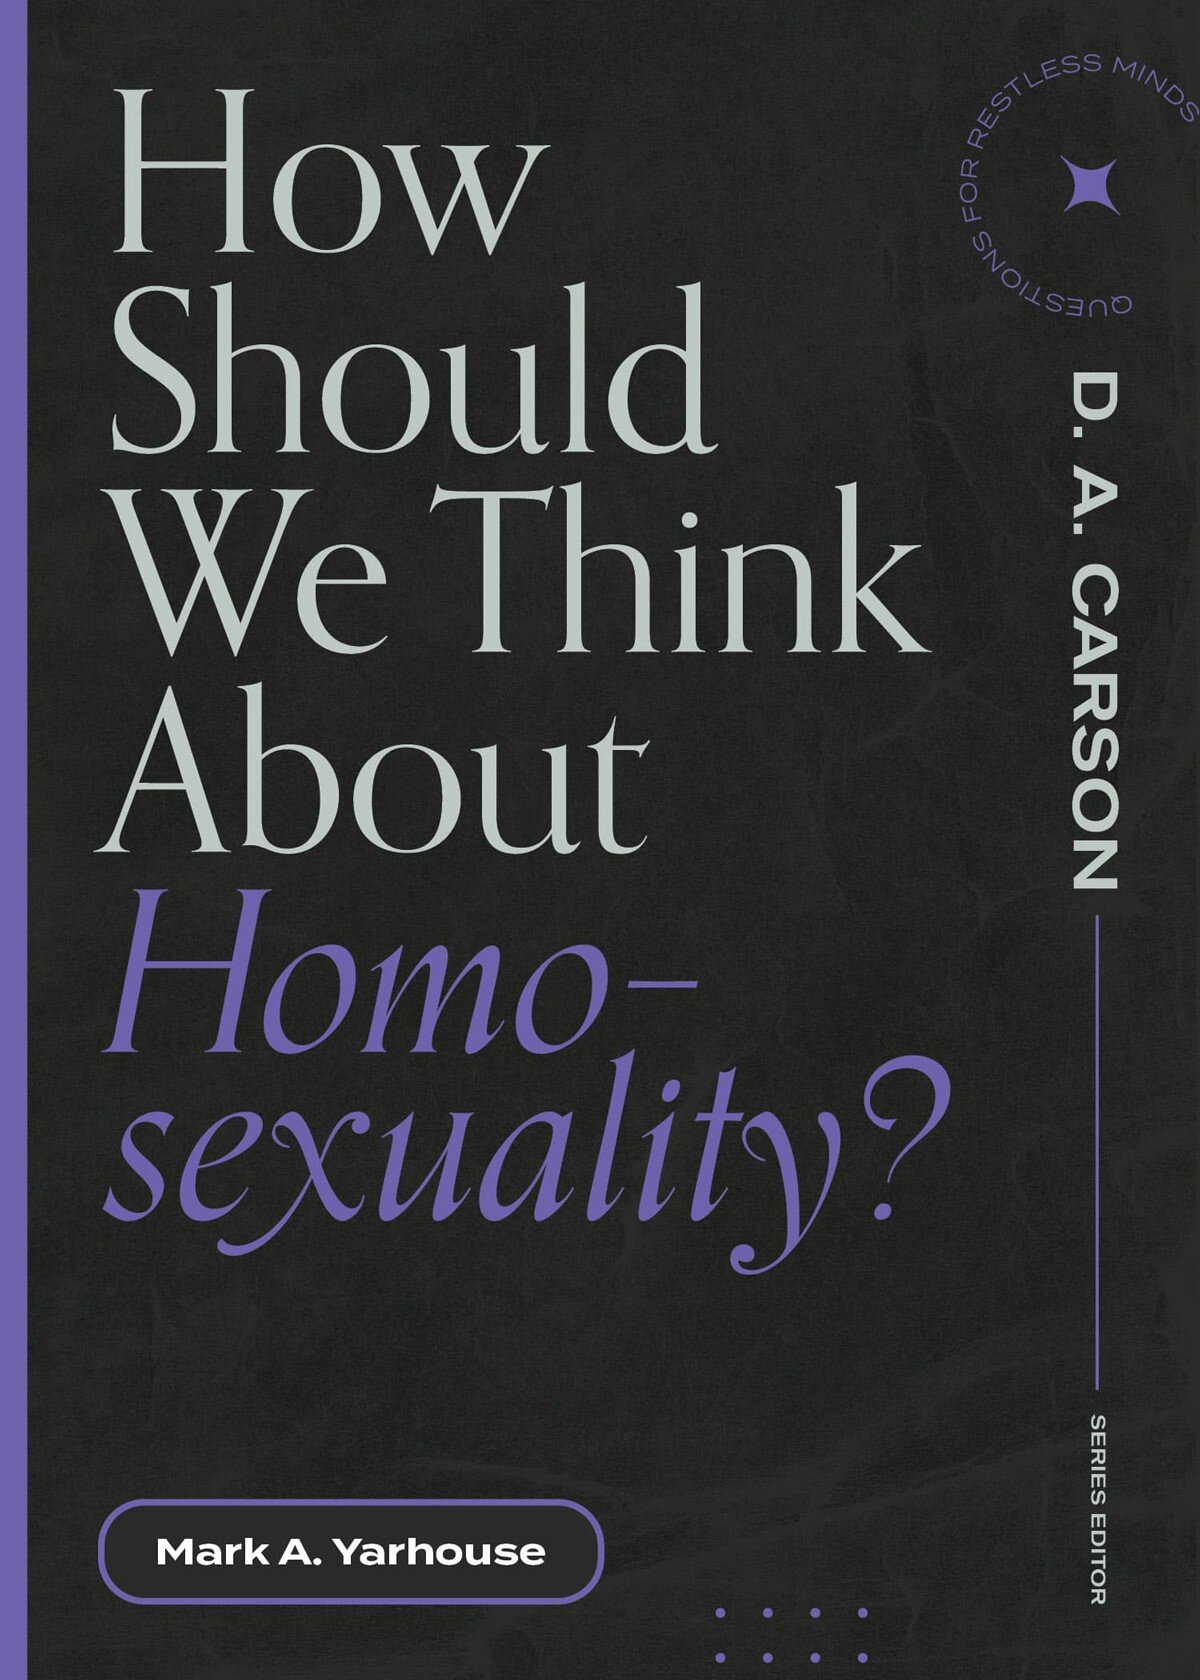 How
Should
We Think
About
Homo–
sexuality?
Mark A. Yarhouse
QUESTIONS FOR RESTLESS MINDS
D. A. CARSON
SERIES EDITOR